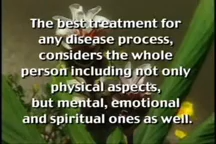 The best treatment for
any disease process,
considers the whole
person including not only
physical aspects,
but mental, emotional
and spiritual ones as well.